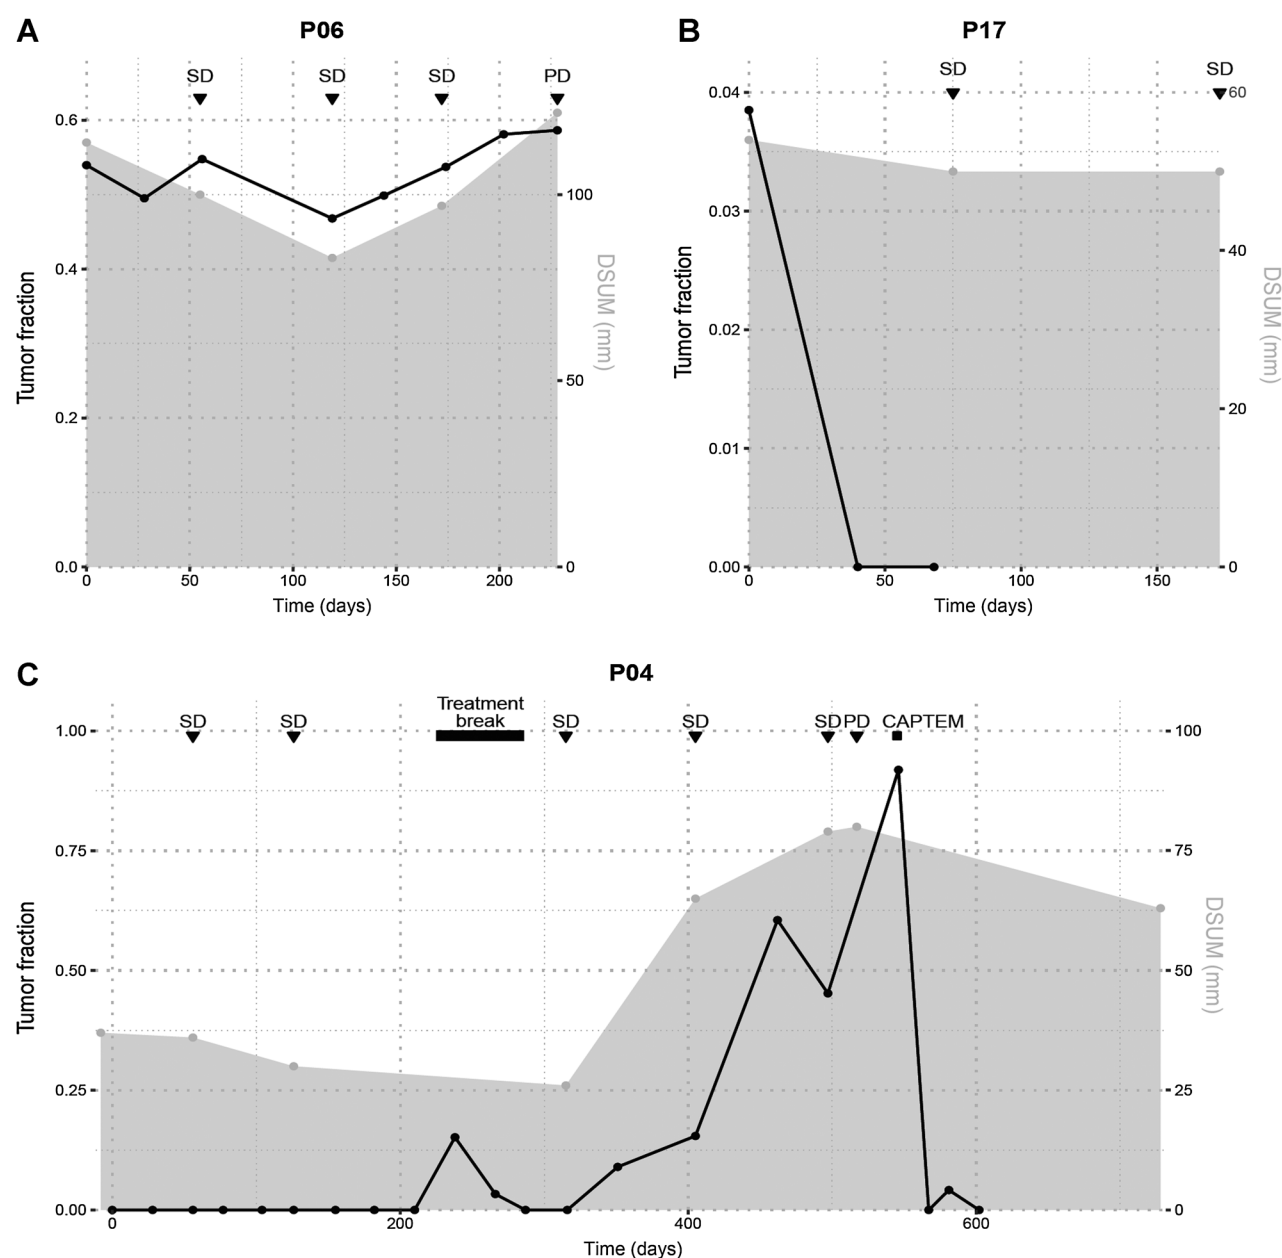 A
P06
SD
SD
SD
PD
0.6
0.4
0.2
0.0
100
50
0
Tumor fraction
DSUM (mm)
0
50
100
150
200
Time (days)
B
P17
SD
SD
0.04
0.03
0.02
0.01
0.00
60
40
20
0
Tumor fraction
DSUM (mm)
0
50
100
150
Time (days)
C
P04
SD
SD
Treatment
break
SD
SD
SD
PD
CAPTEM
1.00
0.75
0.50
0.25
0.00
100
75
50
25
0
Tumor fraction
DSUM (mm)
0
200
400
600
Time (days)